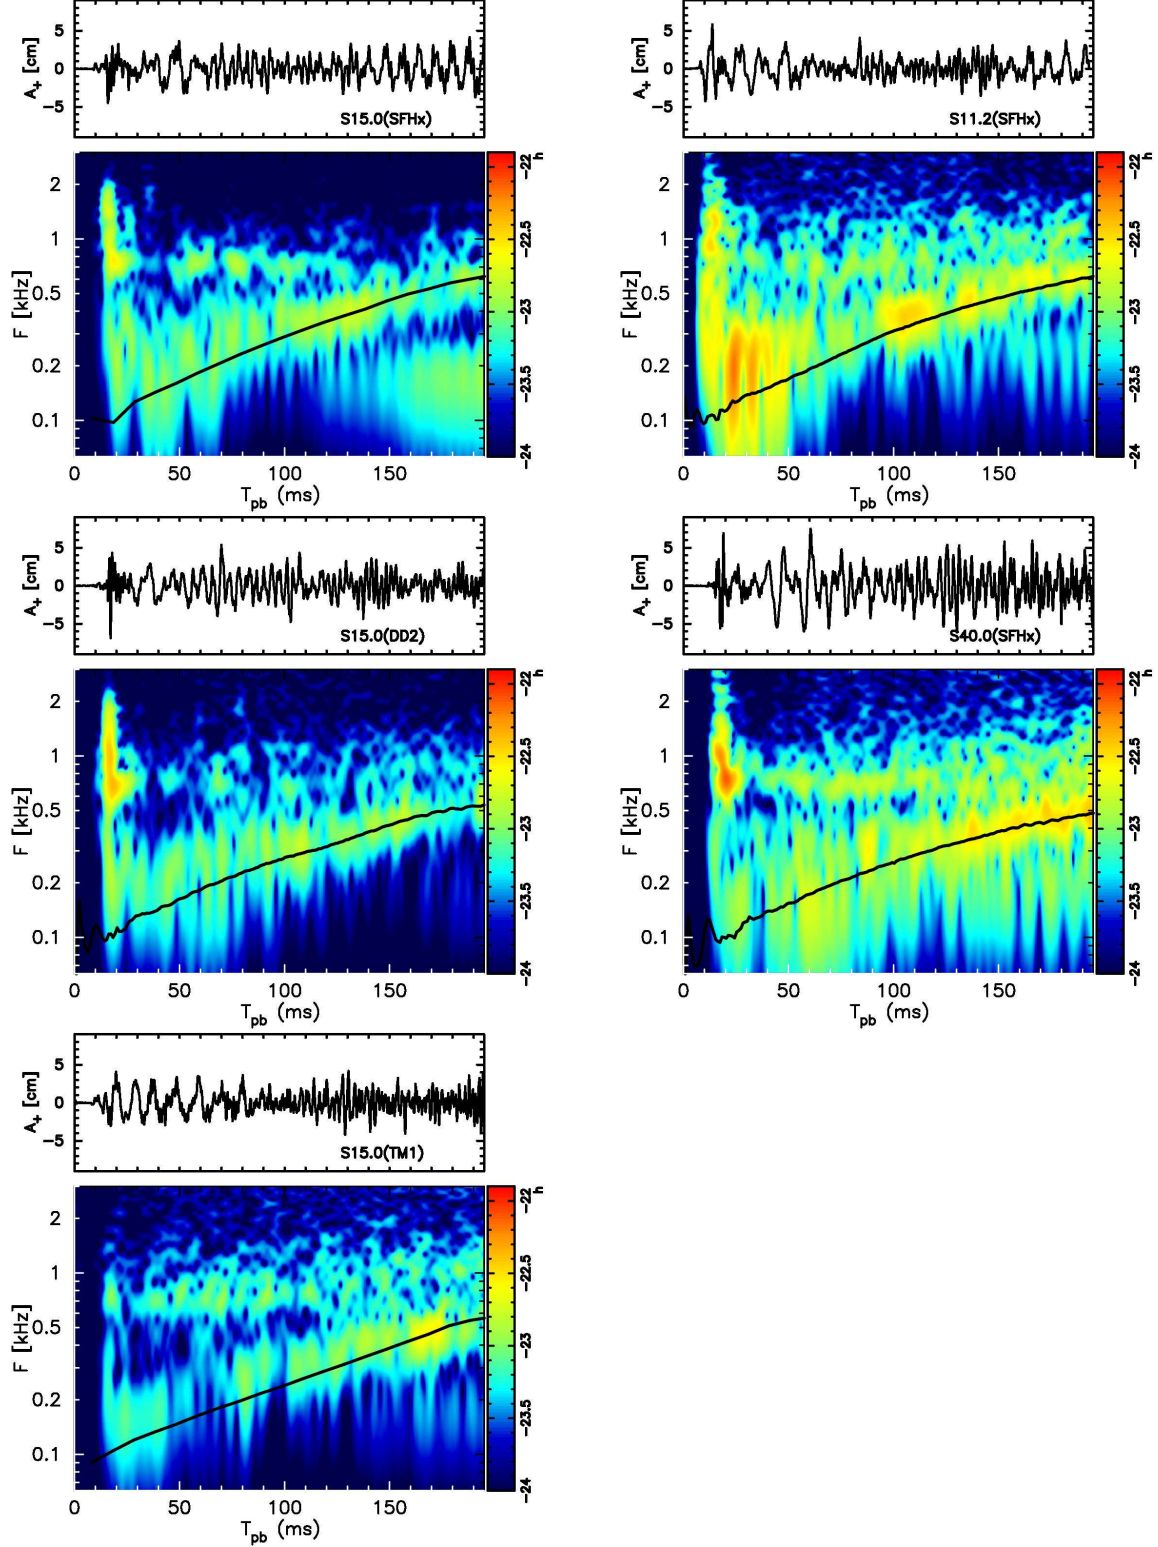 A+ [cm]
5
0
−5
S15.0(SFHx)
F [kHz]
2
1
0.5
0.2
0.1
0 50 100 150
Tpb (ms)
−22 h
−22.5
−23
−23.5
−24
A+ [cm]
5
0
−5
S11.2(SFHx)
F [kHz]
2
1
0.5
0.2
0.1
0 50 100 150
Tpb (ms)
−22 h
−22.5
−23
−23.5
−24
A+ [cm]
5
0
−5
S15.0(DD2)
F [kHz]
2
1
0.5
0.2
0.1
0 50 100 150
Tpb (ms)
−22 h
−22.5
−23
−23.5
−24
A+ [cm]
5
0
−5
S40.0(SFHx)
F [kHz]
2
1
0.5
0.2
0.1
0 50 100 150
Tpb (ms)
−22 h
−22.5
−23
−23.5
−24
A+ [cm]
5
0
−5
S15.0(TM1)
F [kHz]
2
1
0.5
0.2
0.1
0 50 100 150
Tpb (ms)
−22 h
−22.5
−23
−23.5
−24